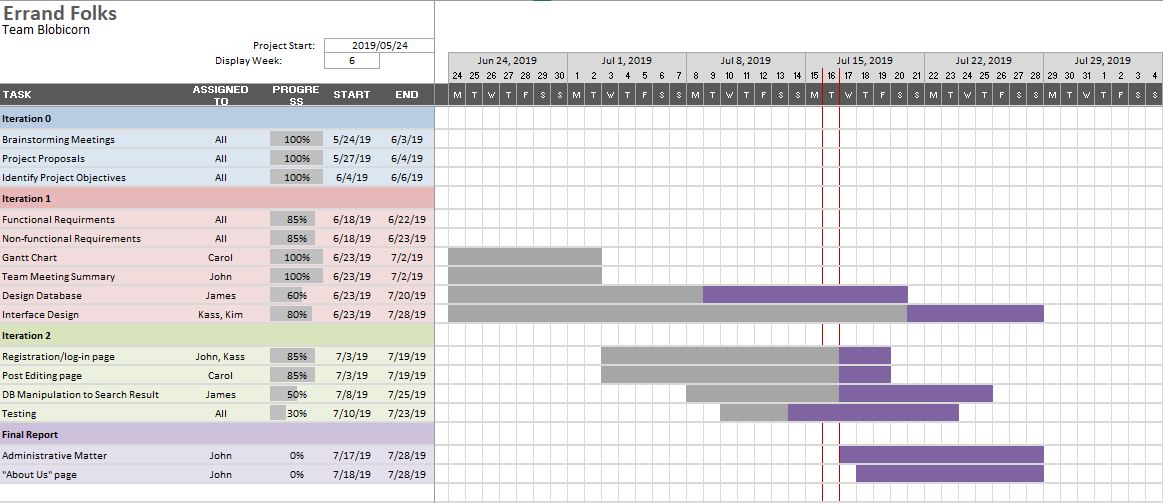 Errand Folks
Team Blobicorn
Project Start: 2019/05/24
Display Week: 6
Jun 24, 2019 Jul 1, 2019 Jul 8, 2019 Jul 15, 2019 Jul 22, 2019 Jul 29, 2019
24 25 26 27 28 29 30 1 2 3 4 5 6 7 8 9 10 11 12 13 14 15 16 17 18 19 20 21 22 23 24 25 26 27 28 29 30 31 1 2 3 4
TASK ASSIGNED TO PROGRE SS START END M T W T F S S M T W T F S S M T W T F S S M T W T F S S M T W T F S S M T W T F S S
Iteration 0
Brainstorming Meetings All 100% 5/24/19 6/3/19
Project Proposals All 100% 5/27/19 6/4/19
Identify Project Objectives All 100% 6/4/19 6/6/19
Iteration 1
Functional Requirments All 85% 6/18/19 6/22/19
Non-functional Requirements All 85% 6/18/19 6/23/19
Gantt Chart Carol 100% 6/23/19 7/2/19
Team Meeting Summary John 100% 6/23/19 7/2/19
Design Database James 60% 6/23/19 7/20/19
Interface Design Kass, Kim 80% 6/23/19 7/28/19
Iteration 2
Registration/log-in page John, Kass 85% 7/3/19 7/19/19
Post Editing page Carol 85% 7/3/19 7/19/19
DB Manipulation to Search Result James 50% 7/8/19 7/25/19
Testing All 30% 7/10/19 7/23/19
Final Report
Administrative Matter John 0% 7/17/19 7/28/19
"About Us" page John 0% 7/18/19 7/28/19